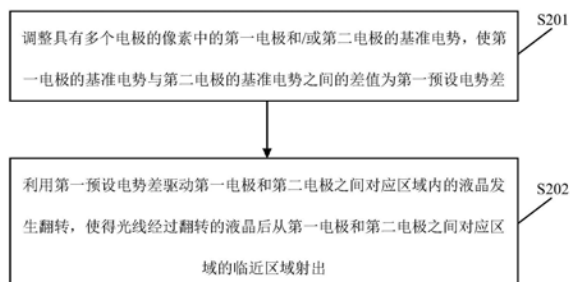 S201
调整具有多个电极的像素中的第一电极和/或第二电极的基准电势，使第
一电极的基准电势与第二电极的基准电势之间的差值为第一预设电势差
S202
利用第一预设电势差驱动第一电极和第二电极之间对应区域内的液晶发
生翻转，使得光线经过翻转的液晶后从第一电极和第二电极之间对应区
域的临近区域射出